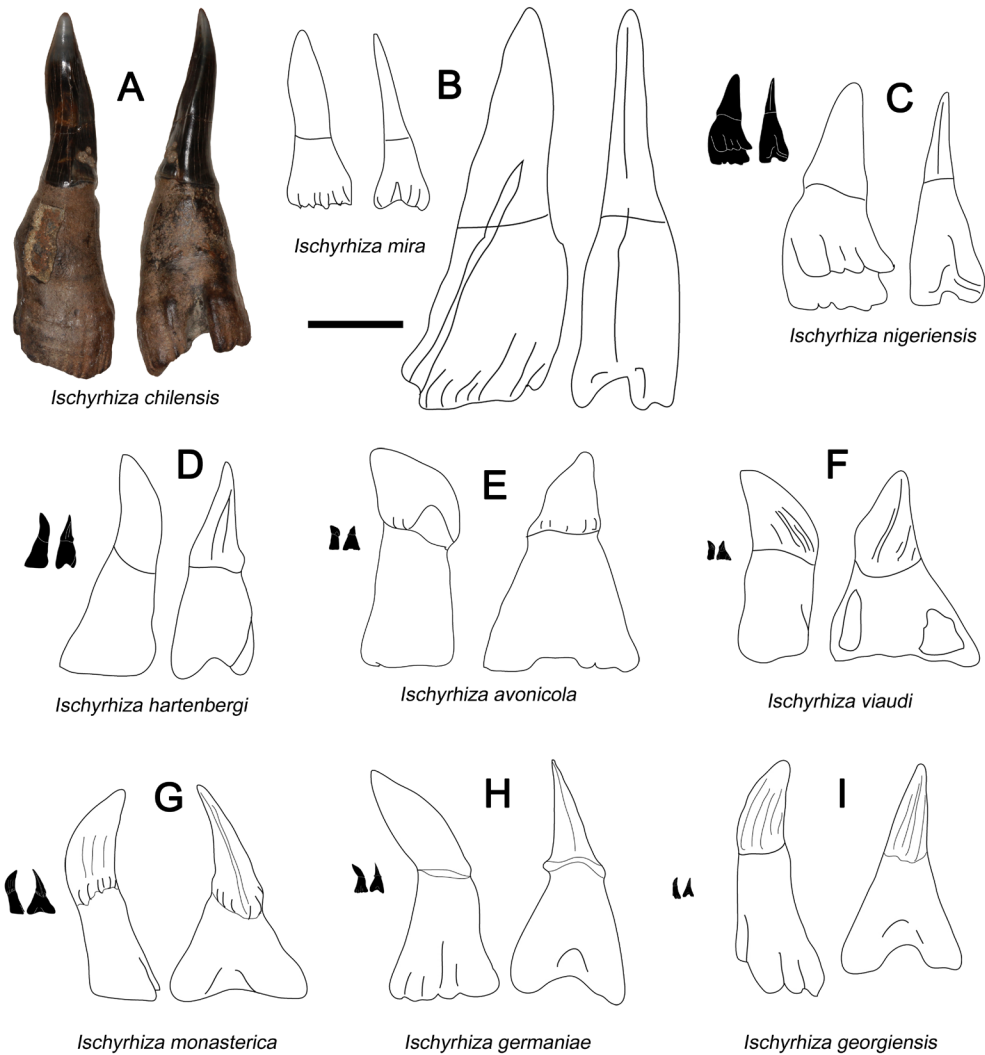 A
B
C
Ischyrhiza mira
Ischyrhiza nigeriensis
Ischyrhiza chilensis
D
E
F
Ischyrhiza hartenbergi
Ischyrhiza avonicola
Ischyrhiza viaudi
G
H
I
Ischyrhiza monasterica
Ischyrhiza germaniae
Ischyrhiza georgiensis